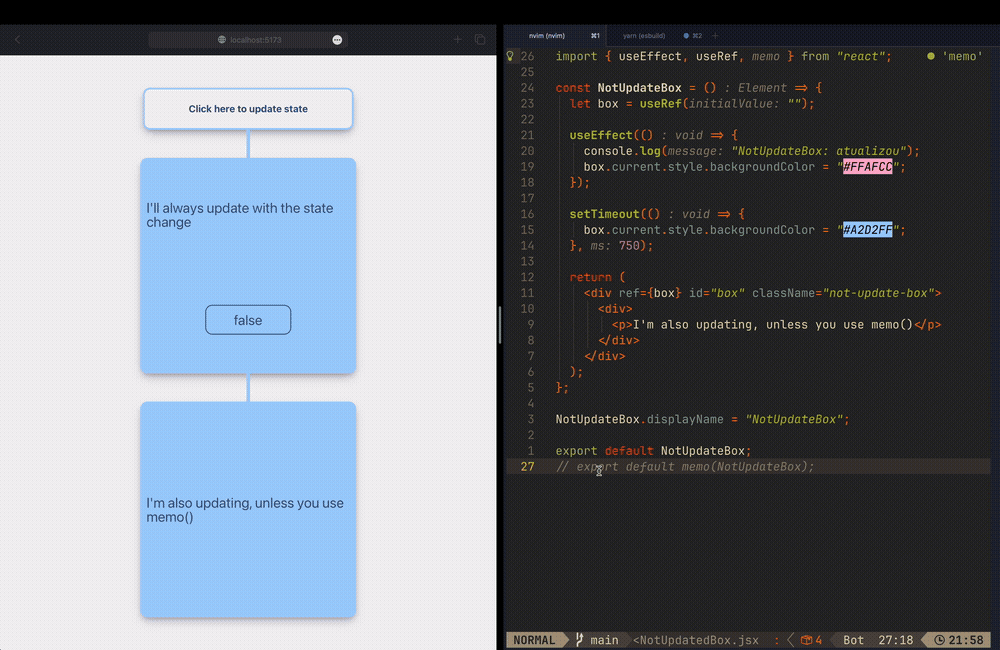 localhost:5173
Click here to update state
I'll always update with the state
change
false
I'm also updating, unless you use
memo()
nvim (nvim) ⌘1 yarn (esbuild) ⌘2
26 import { useEffect, useRef, memo } from "react"; ● 'memo'
25
24 const NotUpdateBox = () : Element ⇒ {
23 let box = useRef(initialValue: "");
22
21 useEffect(() : void ⇒ {
20 console.log(message: "NotUpdateBox: atualizou");
19 box.current.style.backgroundColor = "#FFAFCC";
18 });
17
16 setTimeout(() : void ⇒ {
15 box.current.style.backgroundColor = "#A2D2FF";
14 }, ms: 750);
13
12 return (
11 <div ref={box} id="box" className="not-update-box">
10 <div>
9 <p>I'm also updating, unless you use memo()</p>
8 </div>
7 </div>
6 );
5 };
4
3 NotUpdateBox.displayName = "NotUpdateBox";
2
1 export default NotUpdateBox;
27 // export default memo(NotUpdateBox);
NORMAL main <NotUpdatedBox.jsx : 4 Bot 27:18 21:58